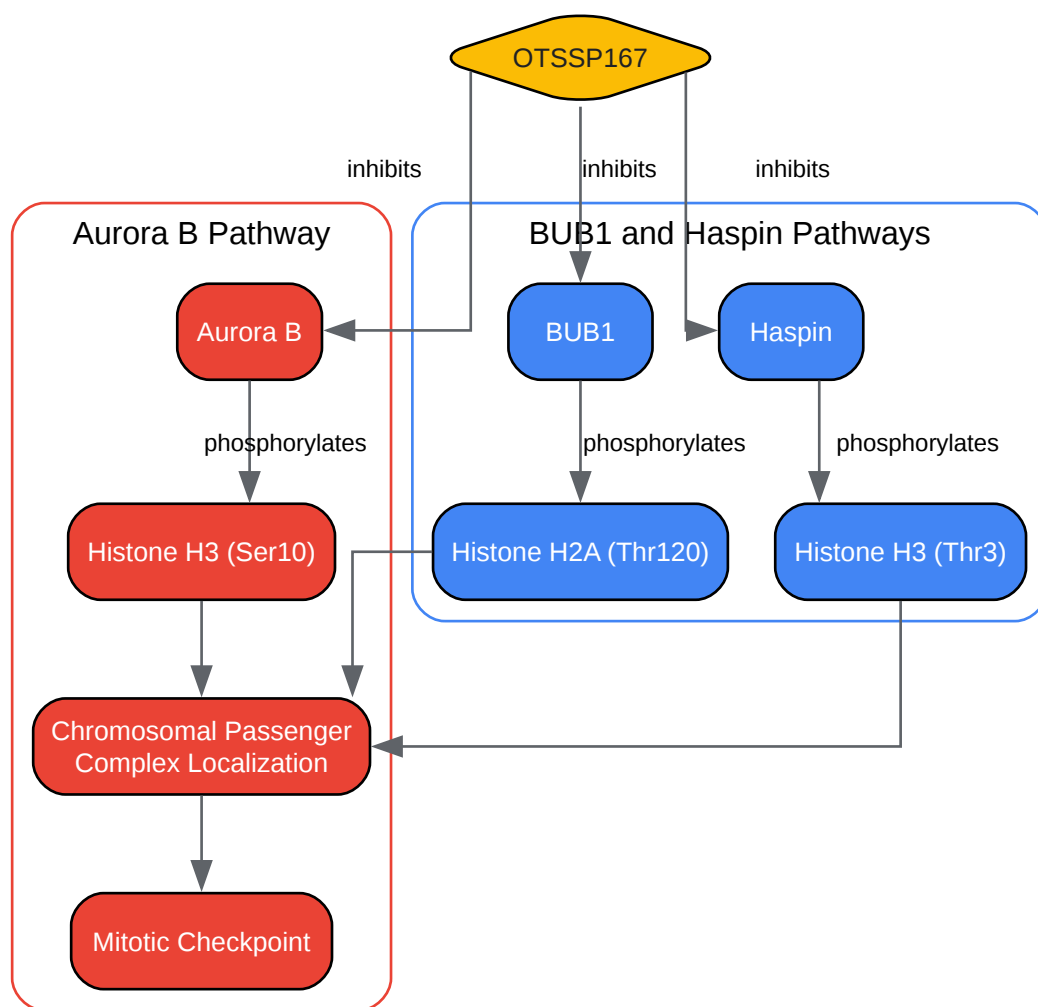 OTSSP167
inhibits
inhibits
inhibits
Aurora B Pathway
BUB1 and Haspin Pathways
Aurora B
BUB1
Haspin
phosphorylates
phosphorylates
phosphorylates
Histone H3 (Ser10)
Histone H2A (Thr120)
Histone H3 (Thr3)
Chromosomal Passenger
Complex Localization
Mitotic Checkpoint